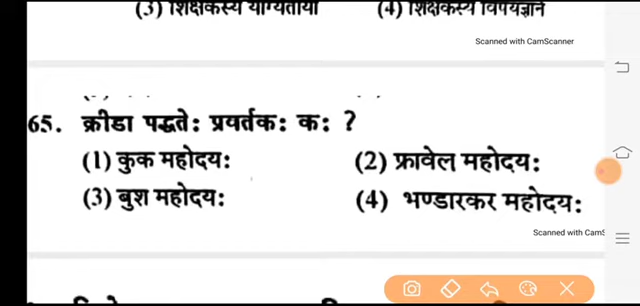 (3) शिक्षकस्य योग्यतायां (4) शिक्षकस्य विषयज्ञाने
Scanned with CamScanner
65. क्रीडा पद्धते: प्रवर्तक: क: ?
(1) कुक महोदय: (2) फ्रावेल महोदय:
(3) बुश महोदय: (4) भण्डारकर महोदय:
Scanned with CamS